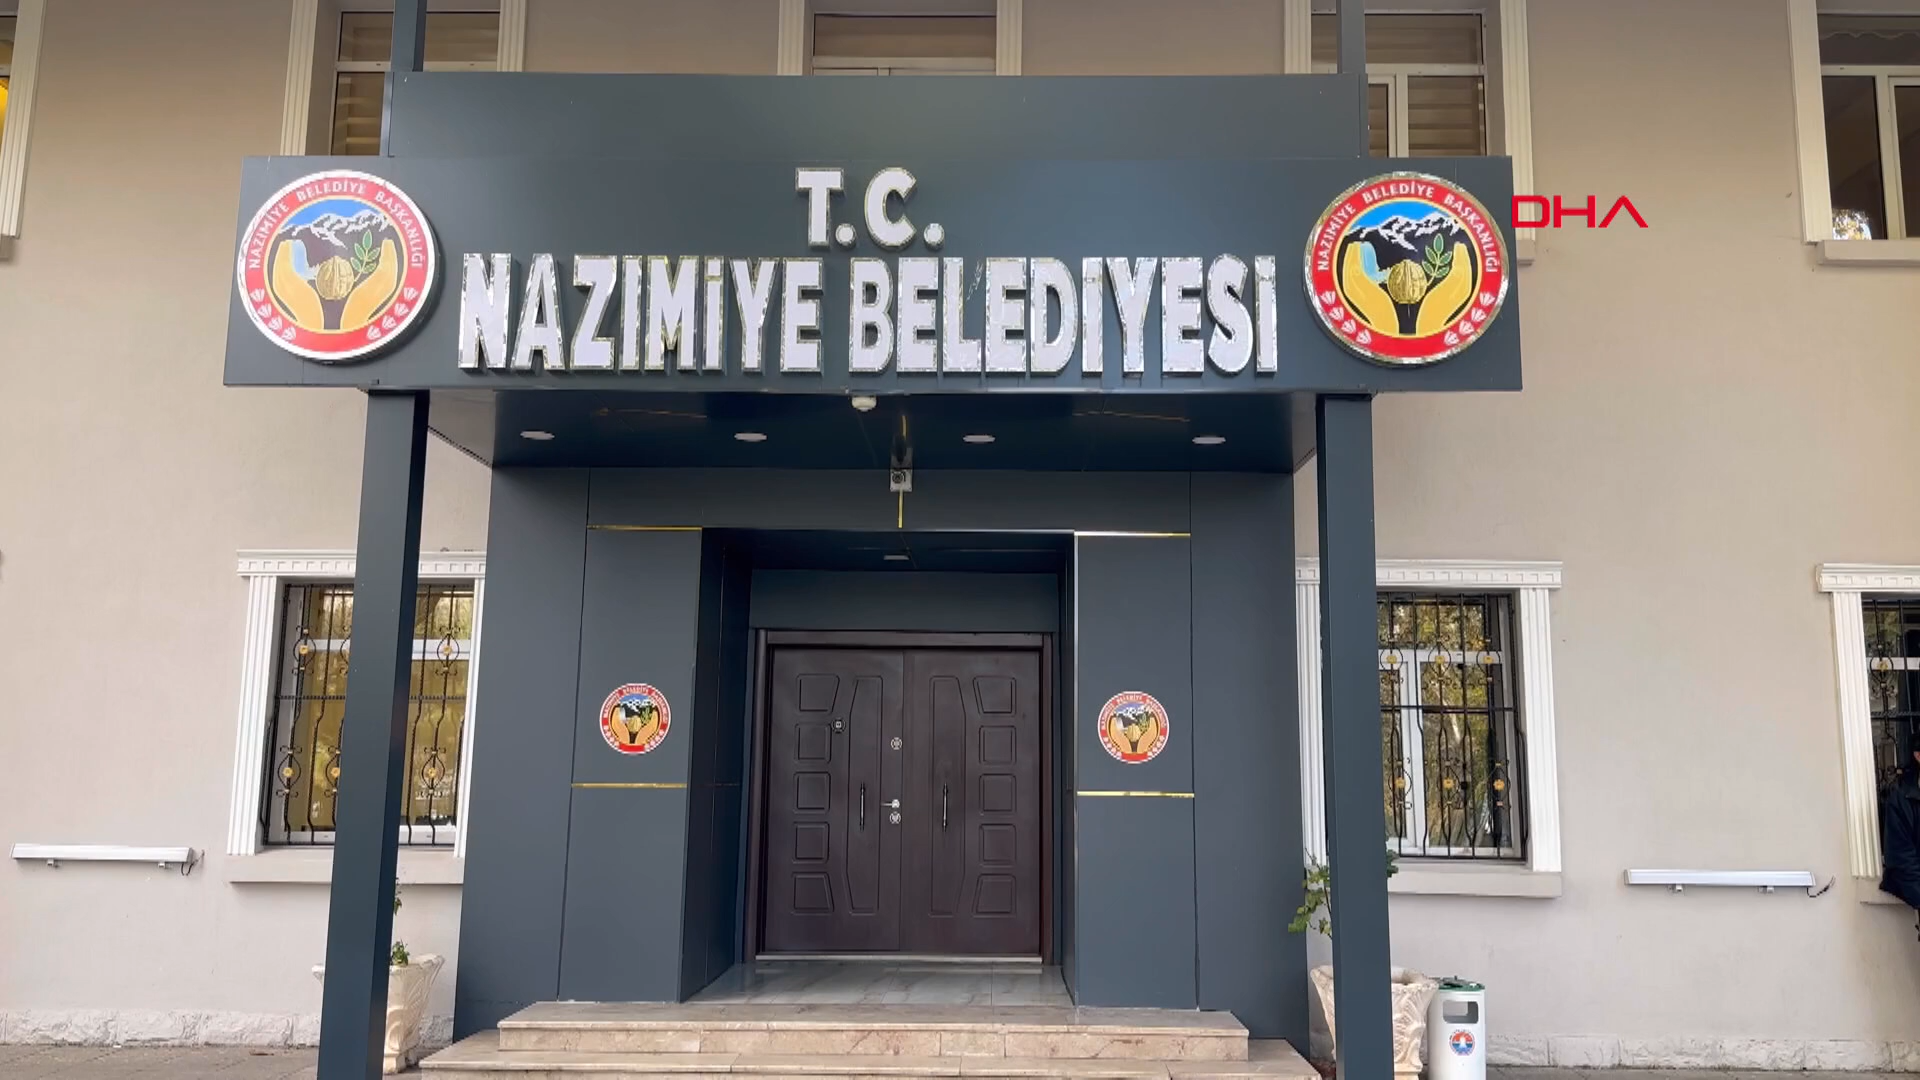 T.C.
NAZIMİYE BELEDİYESİ
NAZIMİYE BELEDİYE BAŞKANLIĞI
NAZIMİYE BELEDİYE BAŞKANLIĞI
DHA